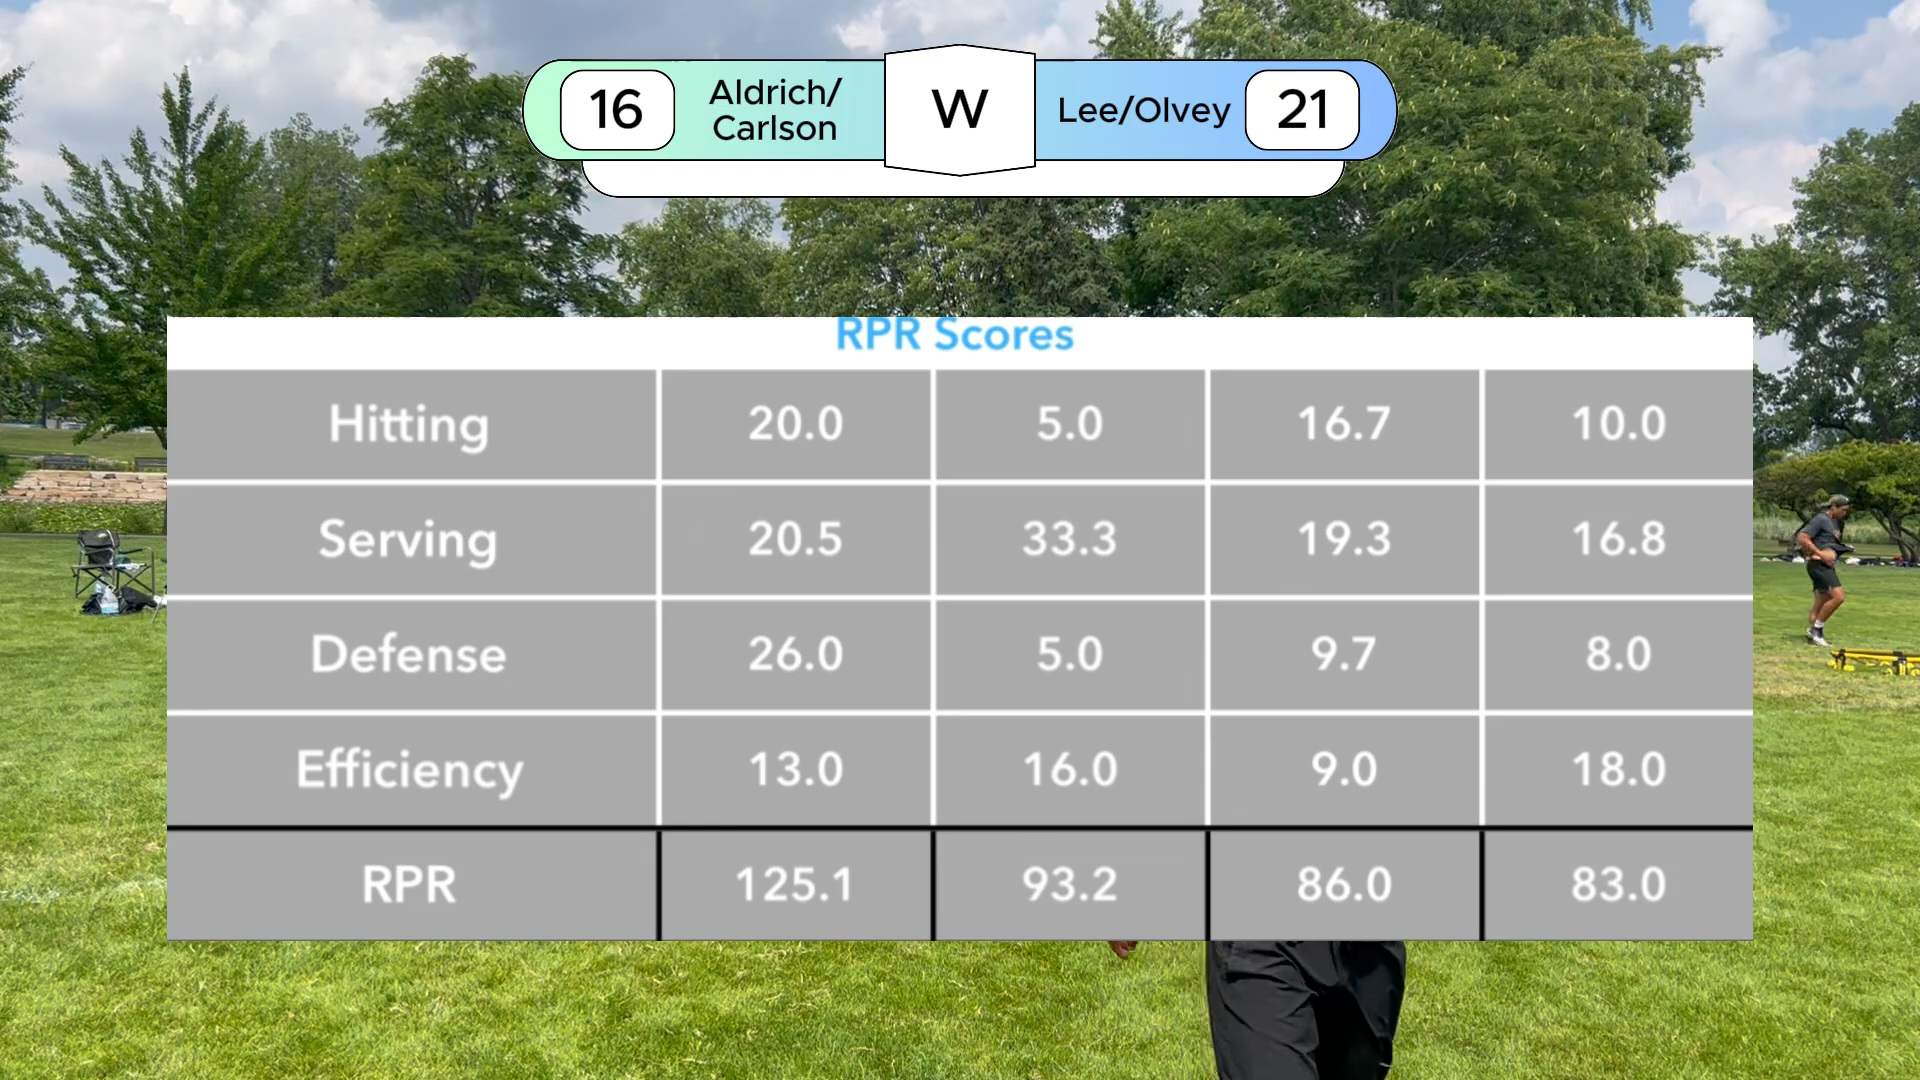 16 Aldrich/
Carlson W Lee/Olvey 21
RPR Scores
Hitting 20.0 5.0 16.7 10.0
Serving 20.5 33.3 19.3 16.8
Defense 26.0 5.0 9.7 8.0
Efficiency 13.0 16.0 9.0 18.0
RPR 125.1 93.2 86.0 83.0